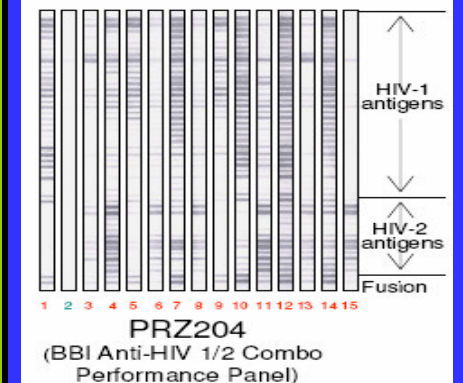 HIV-1
antigens
HIV-2
antigens
Fusion
1 2 3 4 5 6 7 8 9 10 11 12 13 14 15
PRZ204
(BBI Anti-HIV 1/2 Combo
Performance Panel)